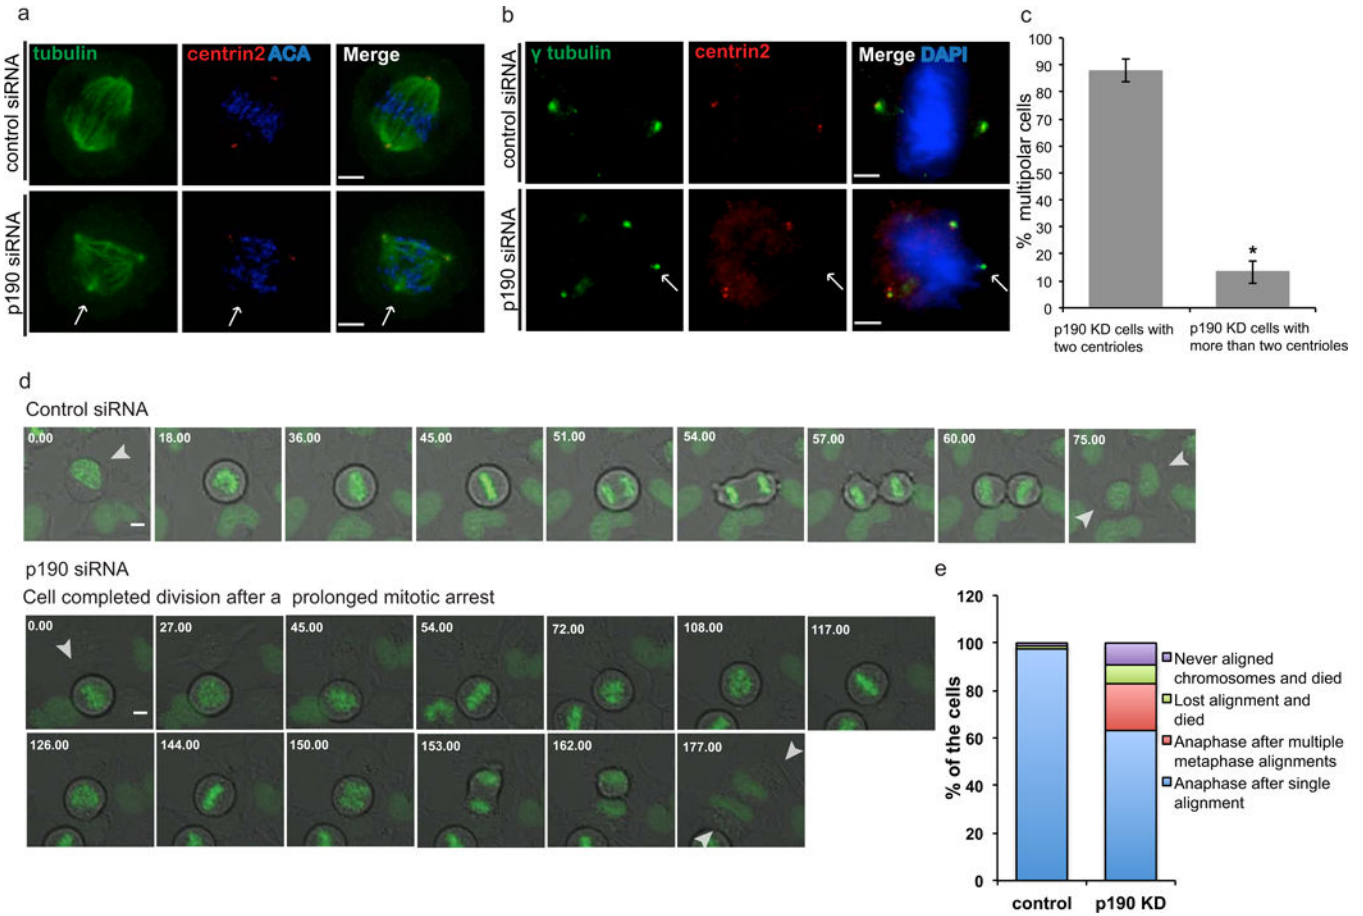 a
tubulin
centrin2 ACA
Merge
control siRNA
p190 siRNA
b
γ tubulin
centrin2
Merge DAPI
control siRNA
p190 siRNA
c
% multipolar cells
100
90
80
70
60
50
40
30
20
10
0
*
p190 KD cells with
two centrioles
p190 KD cells with
more than two centrioles
d
Control siRNA
0.00
18.00
36.00
45.00
51.00
54.00
57.00
60.00
75.00
p190 siRNA
Cell completed division after a prolonged mitotic arrest
0.00
27.00
45.00
54.00
72.00
108.00
117.00
126.00
144.00
150.00
153.00
162.00
177.00
e
% of the cells
120
100
80
60
40
20
0
control
p190 KD
Never aligned
chromosomes and died
Lost alignment and
died
Anaphase after multiple
metaphase alignments
Anaphase after single
alignment